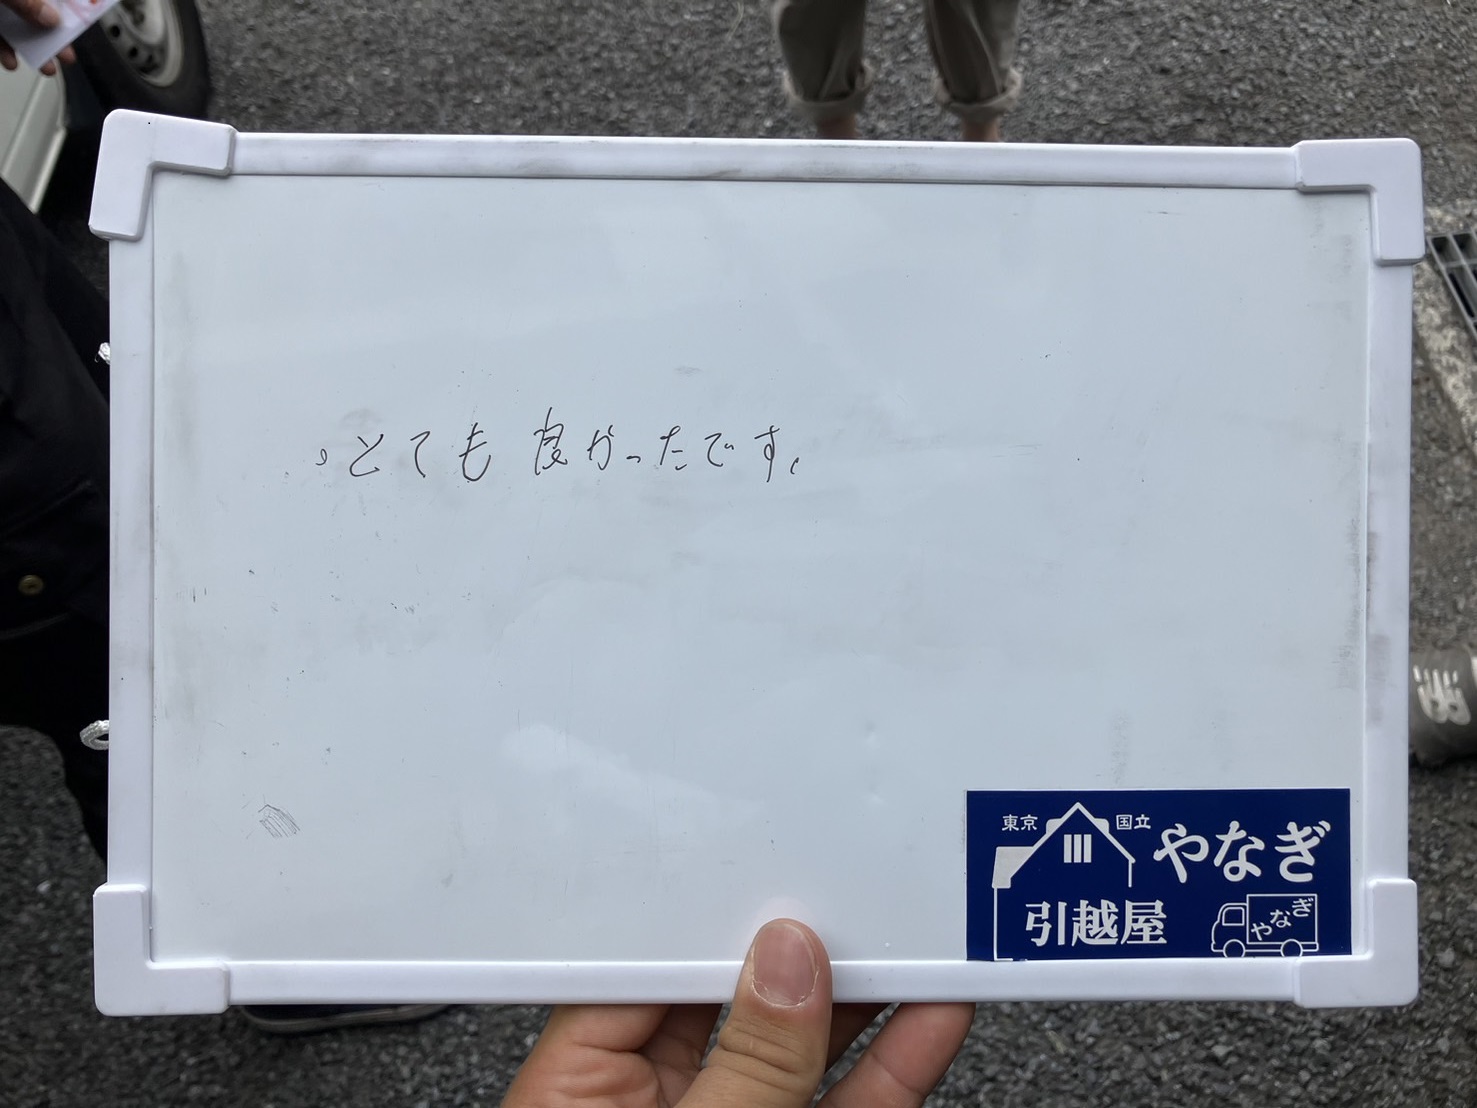 とても良かったです。
東京 国立 やなぎ
引越屋
やなぎ